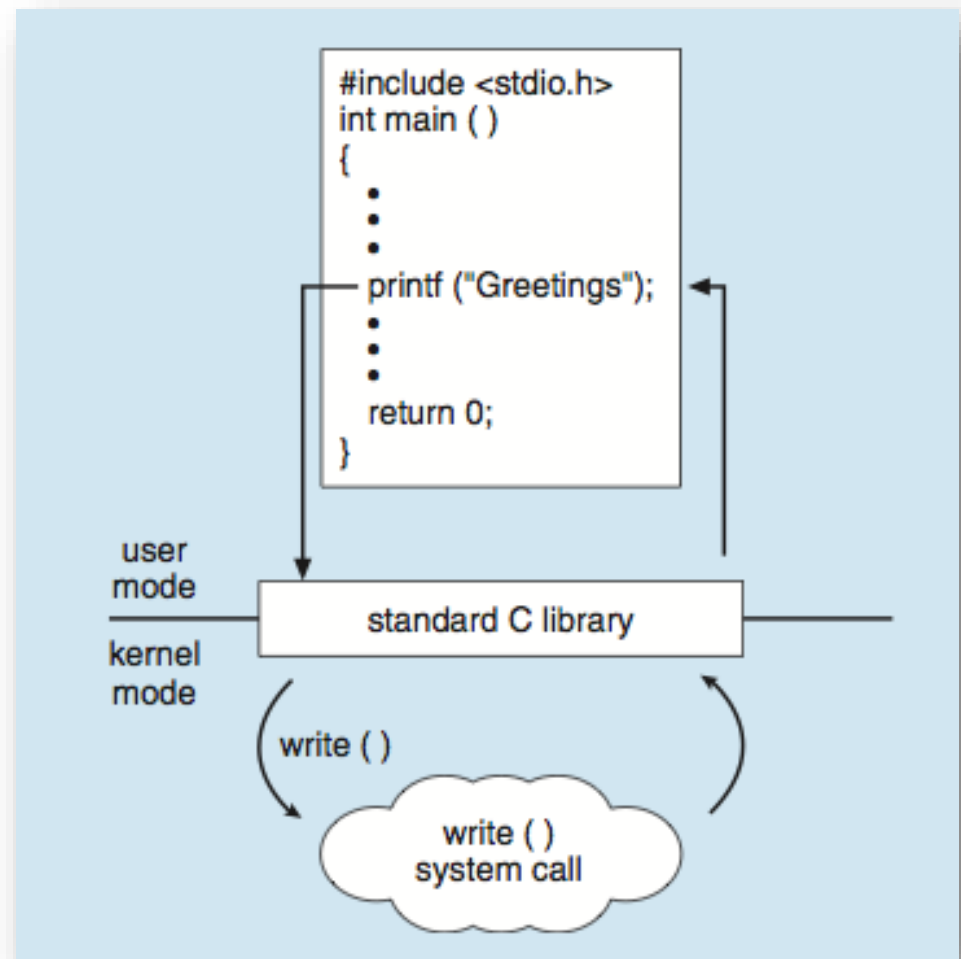 #include <stdio.h>
int main ( )
{
•
•
•
printf ("Greetings");
•
•
•
return 0;
}
user
mode
standard C library
kernel
mode
write ( )
write ( )
system call